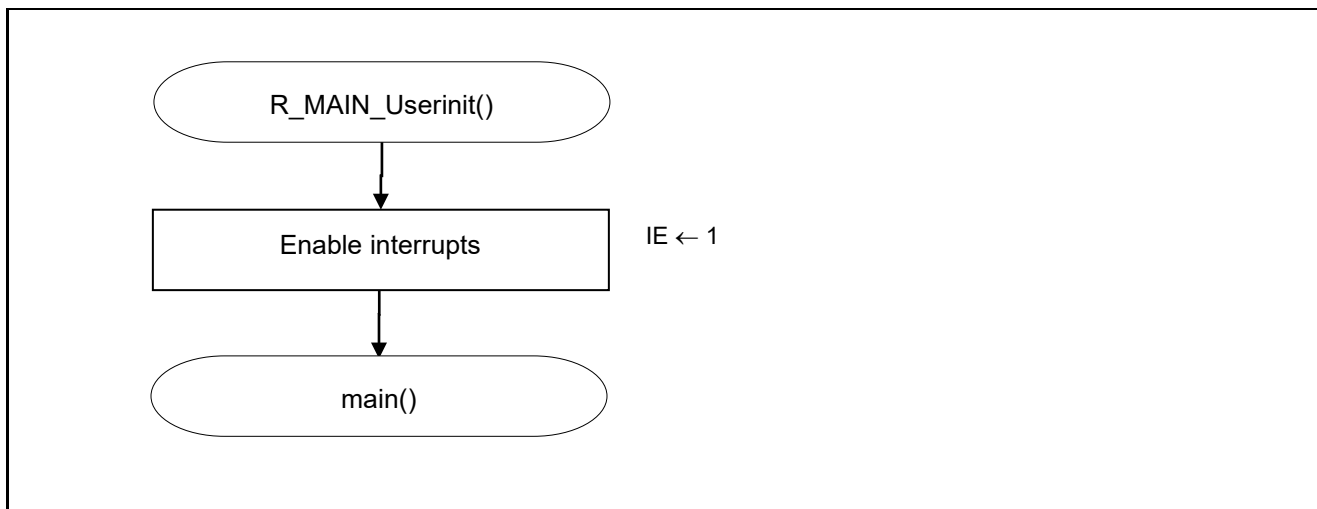 R_MAIN_Userinit()
Enable interrupts
IE ← 1
main()